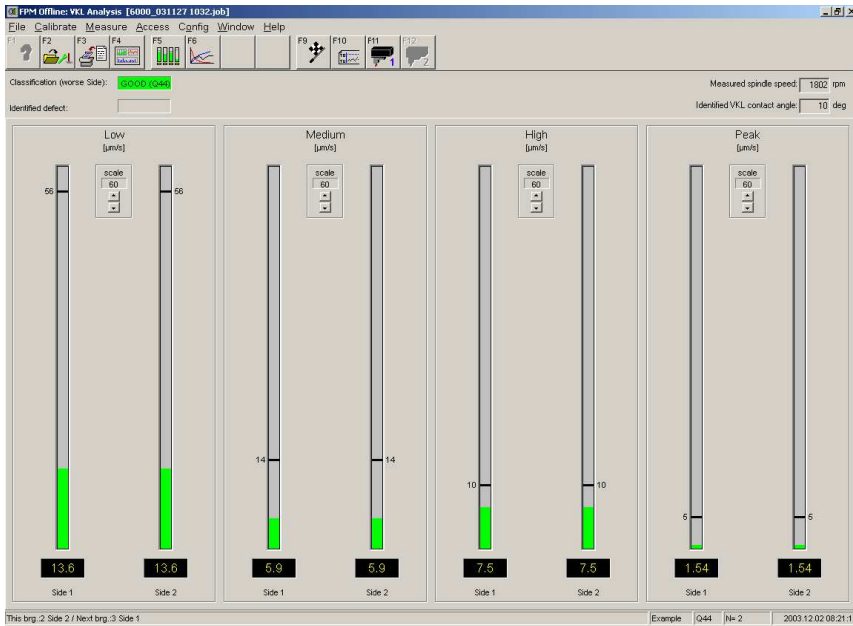 FPM Offline: VKL Analysis [6000_031127 1032.job]
File Calibrate Measure Access Config Window Help
F1 F2 F3 F4 F5 F6 F9 F10 F11 F12
1 2
Classification (worse Side): GOOD (Q44) Measured spindle speed: 1802 rpm
Identified defect: Identified VKL contact angle: 10 deg
Low Medium High Peak
[µm/s] [µm/s] [µm/s] [µm/s]
scale scale scale scale
60 60 60 60
56 56
14 14
10 10
5 5
13.6 13.6 5.9 5.9 7.5 7.5 1.54 1.54
Side 1 Side 2 Side 1 Side 2 Side 1 Side 2 Side 1 Side 2
This brg.:2 Side 2 / Next brg.:3 Side 1 Example Q44 N= 2 2003.12.02 08:21:1